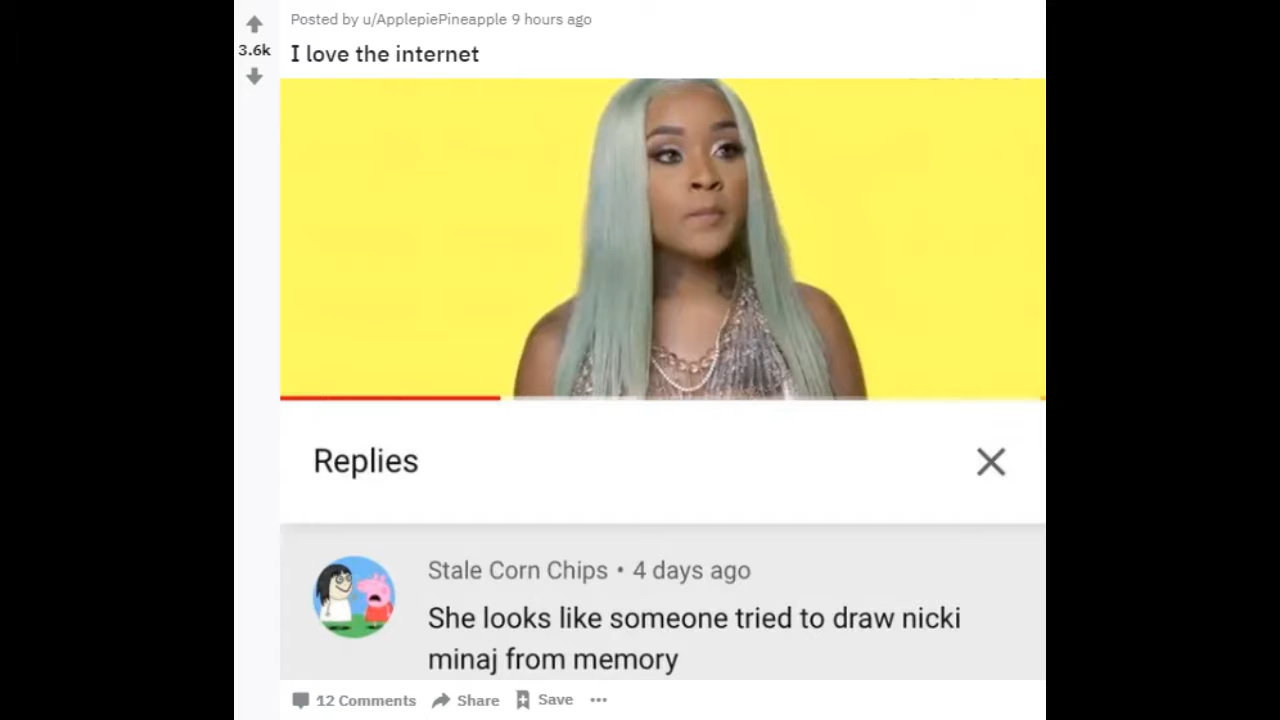 Posted by u/ApplepiePineapple 9 hours ago
3.6k
I love the internet
Replies
Stale Corn Chips • 4 days ago
She looks like someone tried to draw nicki
minaj from memory
12 Comments Share Save